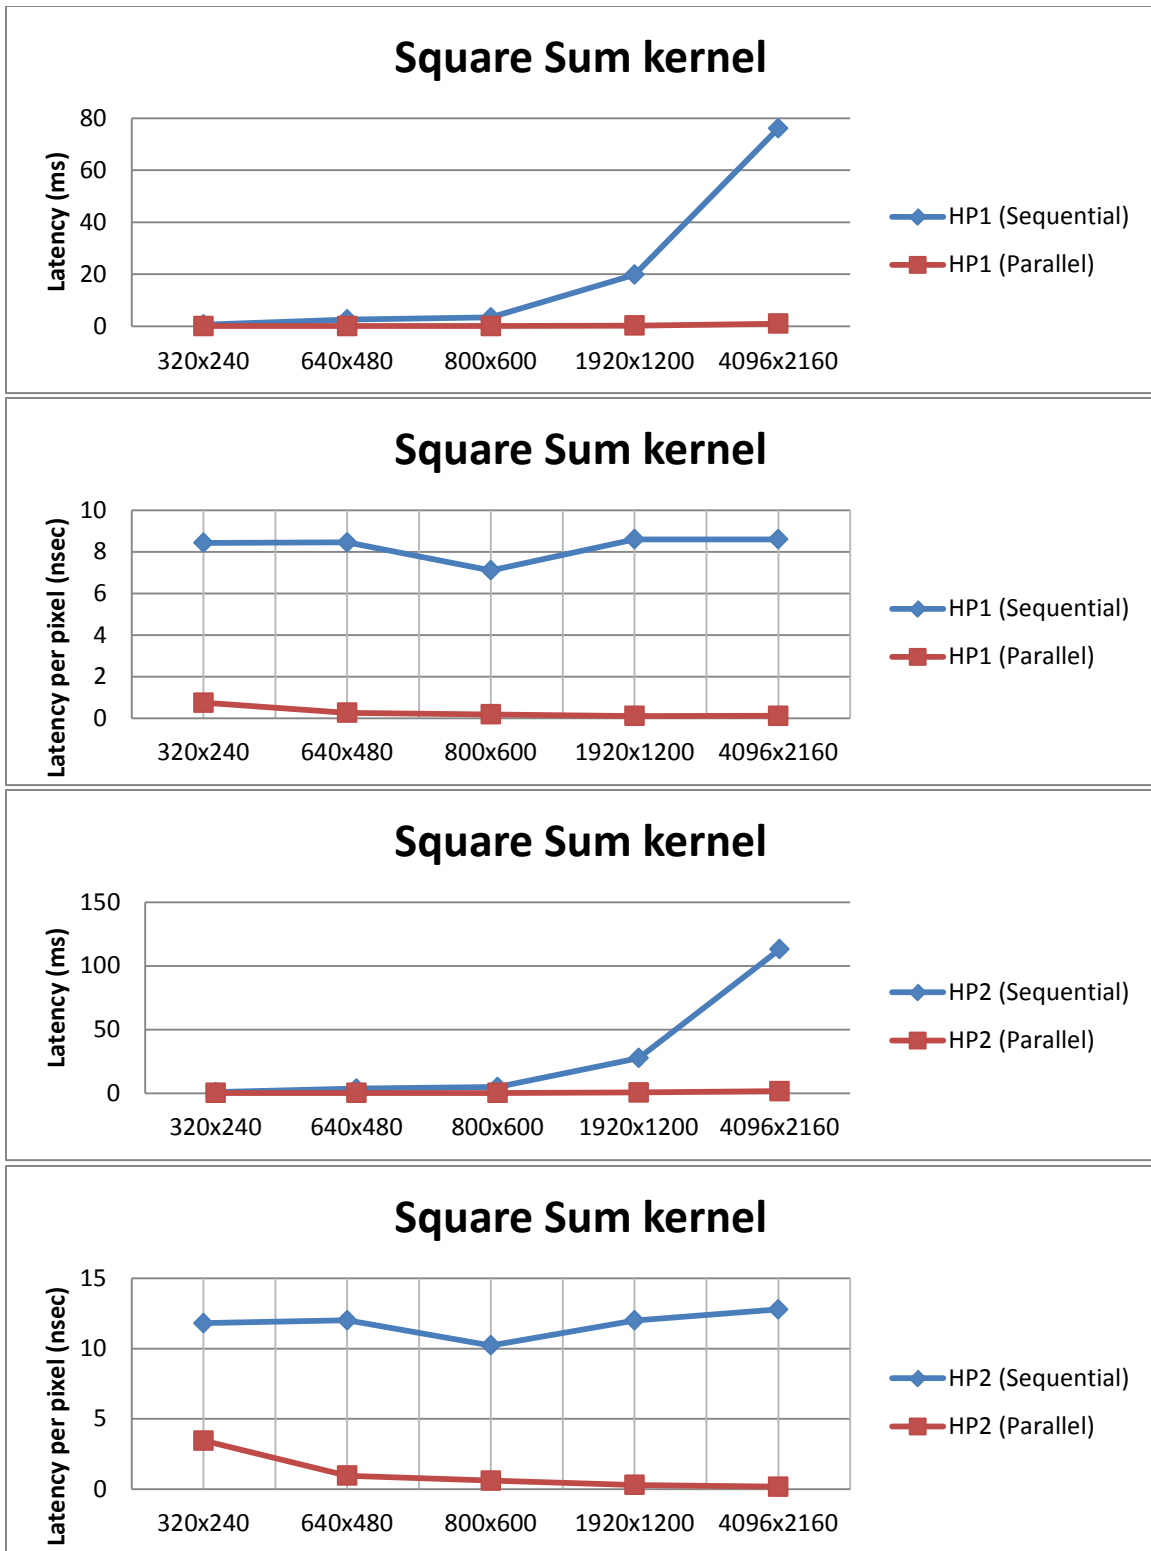 Square Sum kernel
Latency (ms)
80
60
40
20
0
320x240 640x480 800x600 1920x1200 4096x2160
HP1 (Sequential)
HP1 (Parallel)
Square Sum kernel
Latency per pixel (nsec)
10
8
6
4
2
0
320x240 640x480 800x600 1920x1200 4096x2160
HP1 (Sequential)
HP1 (Parallel)
Square Sum kernel
Latency (ms)
150
100
50
0
320x240 640x480 800x600 1920x1200 4096x2160
HP2 (Sequential)
HP2 (Parallel)
Square Sum kernel
Latency per pixel (nsec)
15
10
5
0
320x240 640x480 800x600 1920x1200 4096x2160
HP2 (Sequential)
HP2 (Parallel)